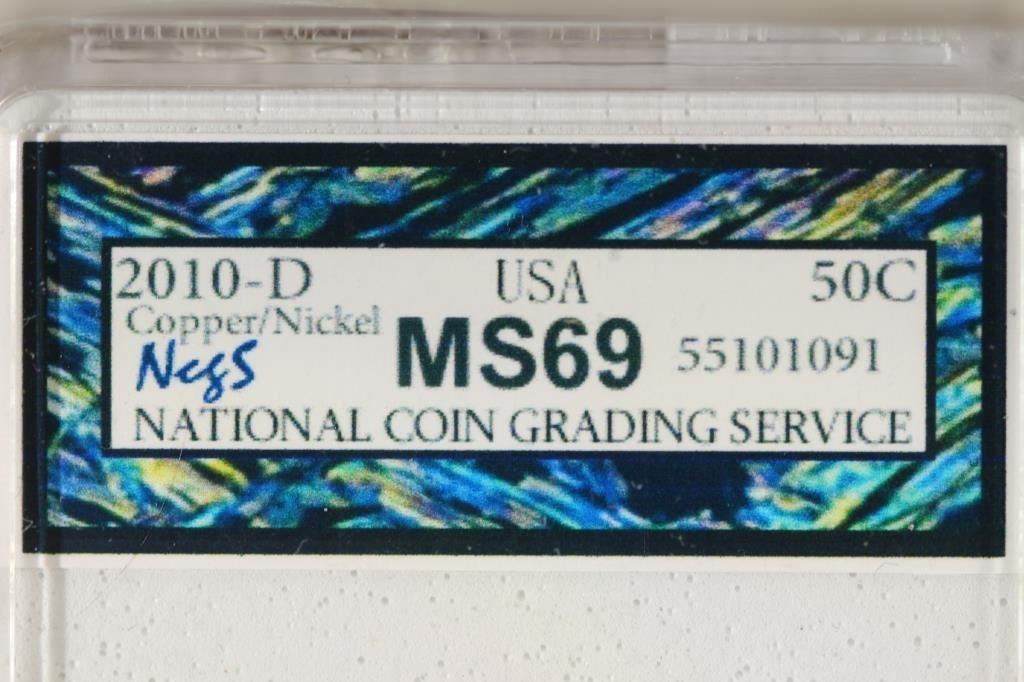 2010-D USA 50C
Copper/Nickel MS69 55101091
NcgS
NATIONAL COIN GRADING SERVICE